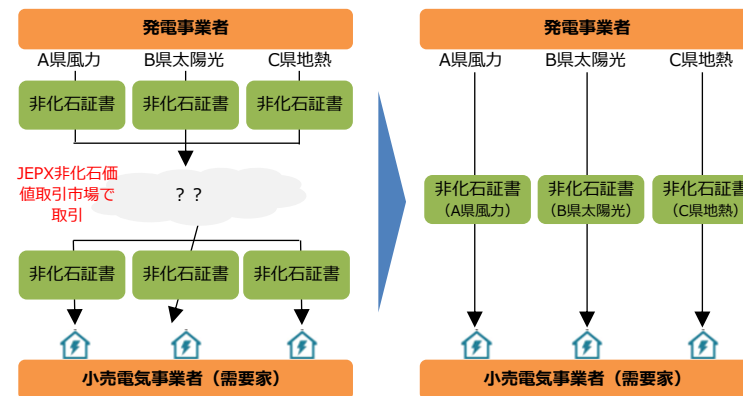 発電事業者
A県風力 B県太陽光 C県地熱
非化石証書 非化石証書 非化石証書
JEPX非化石価
値取引市場で
取引
？？
非化石証書 非化石証書 非化石証書
小売電気事業者（需要家）
発電事業者
A県風力 B県太陽光 C県地熱
非化石証書 非化石証書 非化石証書
（A県風力） （B県太陽光） （C県地熱）
小売電気事業者（需要家）